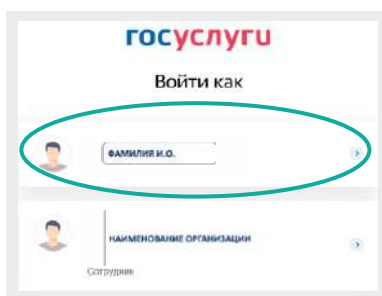 госуслуги
Войти как
ФАМИЛИЯ И.О.
НАИМЕНОВАНИЕ ОРГАНИЗАЦИИ
Сотрудник